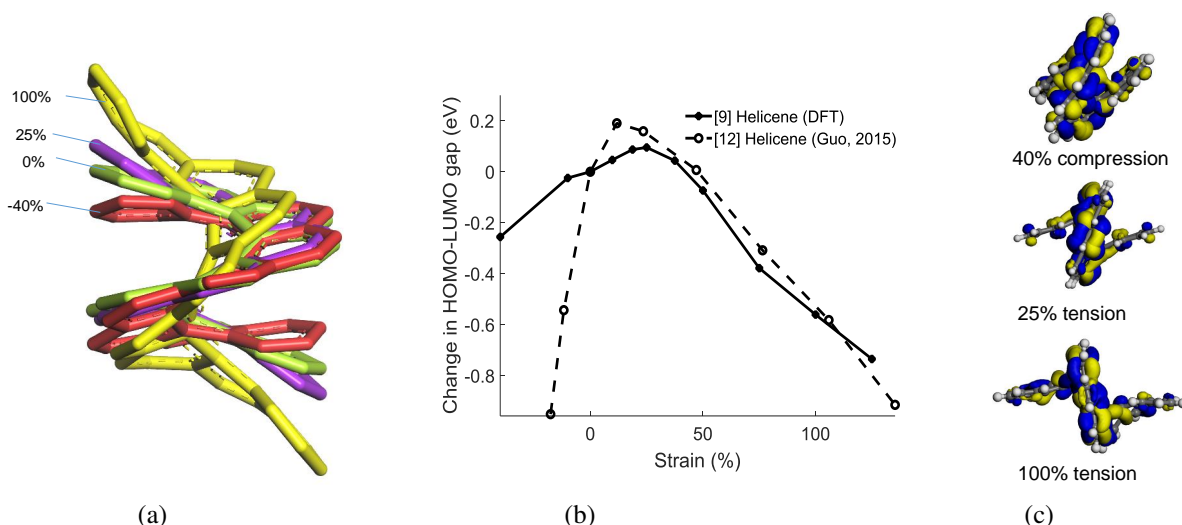 100%
25%
0%
-40%
Change in HOMO-LUMO gap (eV)
0.2
0
-0.2
-0.4
-0.6
-0.8
[9] Helicene (DFT)
[12] Helicene (Guo, 2015)
0
50
100
Strain (%)
40% compression
25% tension
100% tension
(a)
(b)
(c)